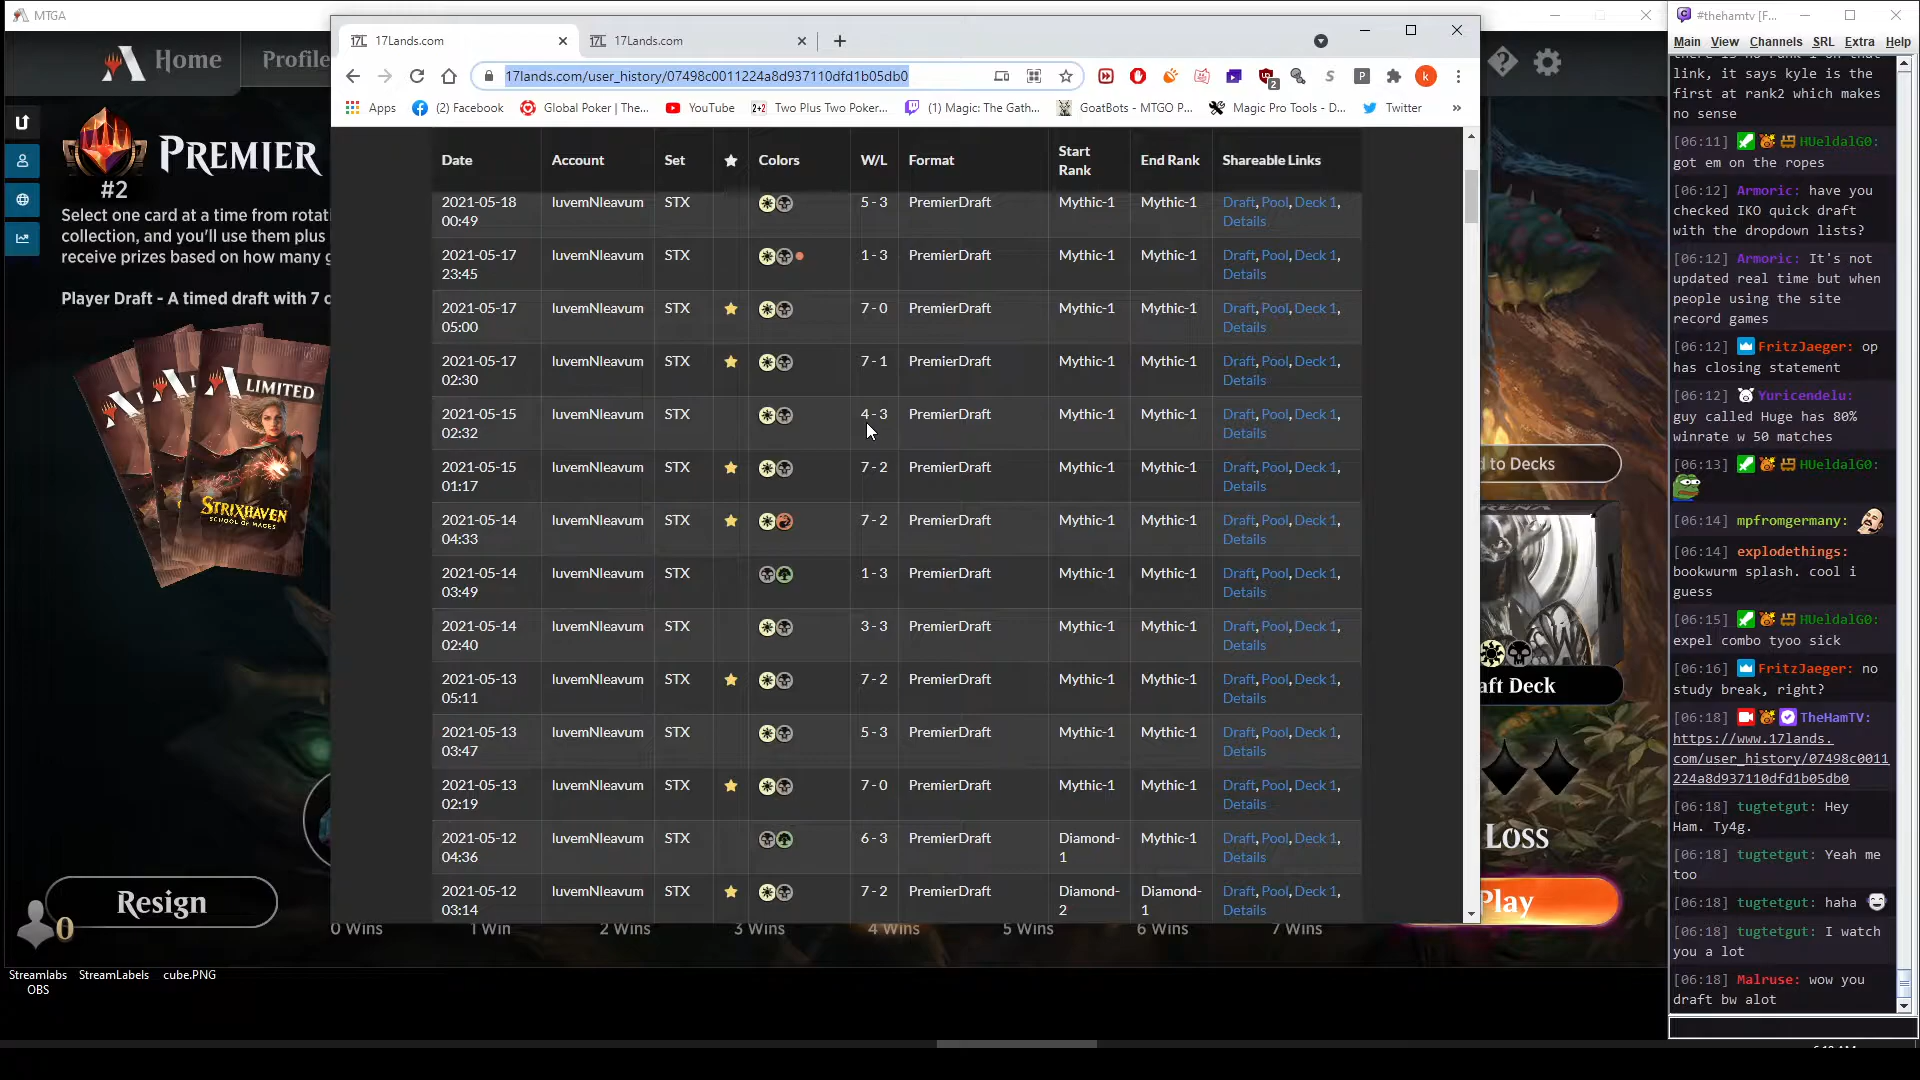 MTGA
Home
Profile
PREMIER
#2
Select one card at a time from rotati
collection, and you'll use them plus
receive prizes based on how many g
Player Draft - A timed draft with 7 c
LIMITED
STRIXHAVEN
SCHOOL OF MAGES
Resign
0
Streamlabs OBS
StreamLabels
cube.PNG
17Lands.com
17Lands.com
17lands.com/user_history/07498c0011224a8d937110dfd1b05db0
2
k
Apps
(2) Facebook
Global Poker | The...
YouTube
2+2 Two Plus Two Poker...
(1) Magic: The Gath...
GoatBots - MTGO P...
Magic Pro Tools - D...
Twitter
»
Date Account Set Colors W/L Format Start Rank End Rank Shareable Links
2021-05-18 00:49 luvemNleavum STX 5 - 3 PremierDraft Mythic-1 Mythic-1 Draft, Pool, Deck 1, Details
2021-05-17 23:45 luvemNleavum STX 1 - 3 PremierDraft Mythic-1 Mythic-1 Draft, Pool, Deck 1, Details
2021-05-17 05:00 luvemNleavum STX 7 - 0 PremierDraft Mythic-1 Mythic-1 Draft, Pool, Deck 1, Details
2021-05-17 02:30 luvemNleavum STX 7 - 1 PremierDraft Mythic-1 Mythic-1 Draft, Pool, Deck 1, Details
2021-05-15 02:32 luvemNleavum STX 4 - 3 PremierDraft Mythic-1 Mythic-1 Draft, Pool, Deck 1, Details
2021-05-15 01:17 luvemNleavum STX 7 - 2 PremierDraft Mythic-1 Mythic-1 Draft, Pool, Deck 1, Details
2021-05-14 04:33 luvemNleavum STX 7 - 2 PremierDraft Mythic-1 Mythic-1 Draft, Pool, Deck 1, Details
2021-05-14 03:49 luvemNleavum STX 1 - 3 PremierDraft Mythic-1 Mythic-1 Draft, Pool, Deck 1, Details
2021-05-14 02:40 luvemNleavum STX 3 - 3 PremierDraft Mythic-1 Mythic-1 Draft, Pool, Deck 1, Details
2021-05-13 05:11 luvemNleavum STX 7 - 2 PremierDraft Mythic-1 Mythic-1 Draft, Pool, Deck 1, Details
2021-05-13 03:47 luvemNleavum STX 5 - 3 PremierDraft Mythic-1 Mythic-1 Draft, Pool, Deck 1, Details
2021-05-13 02:19 luvemNleavum STX 7 - 0 PremierDraft Mythic-1 Mythic-1 Draft, Pool, Deck 1, Details
2021-05-12 04:36 luvemNleavum STX 6 - 3 PremierDraft Diamond-1 Mythic-1 Draft, Pool, Deck 1, Details
2021-05-12 03:14 luvemNleavum STX 7 - 2 PremierDraft Diamond-2 Diamond-1 Draft, Pool, Deck 1, Details
0 Wins 1 Win 2 Wins 3 Wins 4 Wins 5 Wins 6 Wins 7 Wins
d to Decks
aft Deck
Loss
Play
#thehamtv [F...
Main View Channels SRL Extra Help
there is no rank 1 on that
link, it says kyle is the
first at rank2 which makes
no sense
[06:11] HUeldalG0:
got em on the ropes
[06:12] Armoric: have you
checked IKO quick draft
with the dropdown lists?
[06:12] Armoric: It's not
updated real time but when
people using the site
record games
[06:12] FritzJaeger: op
has closing statement
[06:12] Yuricendelu:
guy called Huge has 80%
winrate w 50 matches
[06:13] HUeldalG0:
[06:14] mpfromgermany:
[06:14] explodethings:
bookwurm splash. cool i
guess
[06:15] HUeldalG0:
expel combo tyoo sick
[06:16] FritzJaeger: no
study break, right?
[06:18] TheHamTV:
https://www.17lands.
com/user_history/07498c0011
224a8d937110dfd1b05db0
[06:18] tugtetgut: Hey
Ham. Ty4g.
[06:18] tugtetgut: Yeah me
too
[06:18] tugtetgut: haha
[06:18] tugtetgut: I watch
you a lot
[06:18] Malruse: wow you
draft bw alot